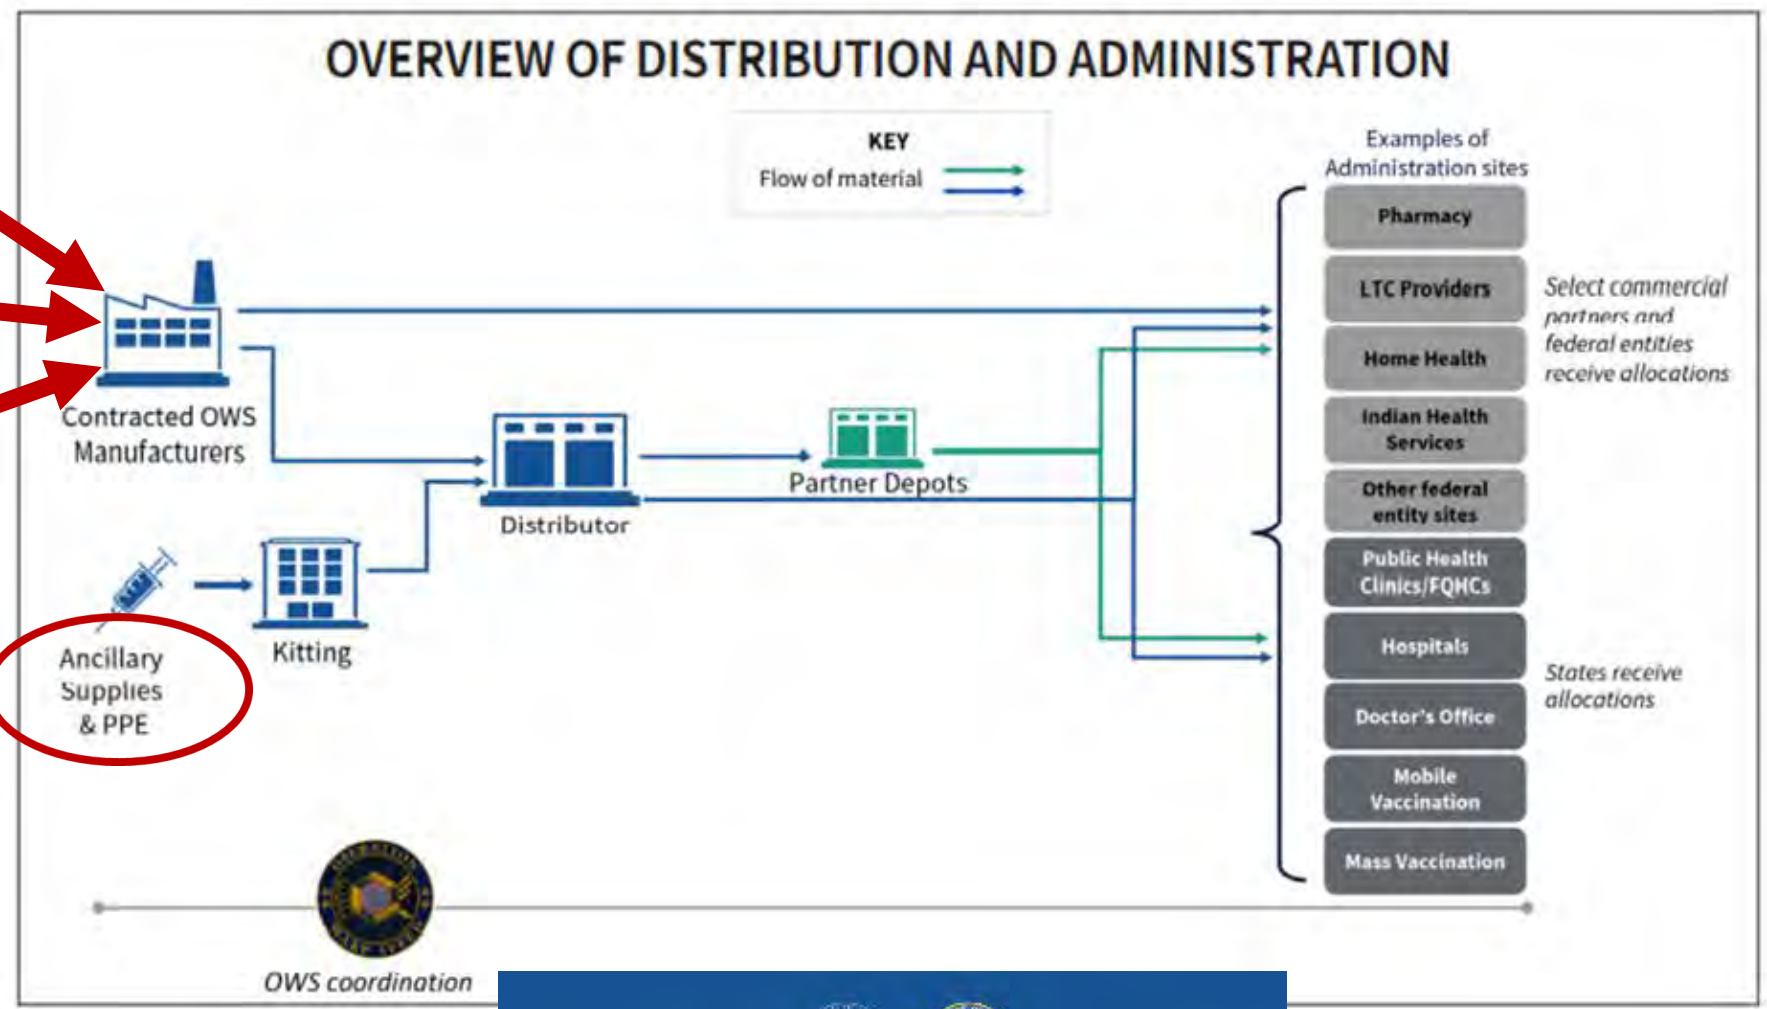 OVERVIEW OF DISTRIBUTION AND ADMINISTRATION
KEY
Flow of material
Examples of
Administration sites
Pharmacy
LTC Providers
Home Health
Indian Health
Services
Other federal
entity sites
Public Health
Clinics/FQHCs
Hospitals
Doctor's Office
Mobile
Vaccination
Mass Vaccination
Select commercial
partners and
federal entities
receive allocations
States receive
allocations
Contracted OWS
Manufacturers
Distributor
Partner Depots
Kitting
Ancillary
Supplies
& PPE
OPERATION
WARP SPEED
OWS coordination